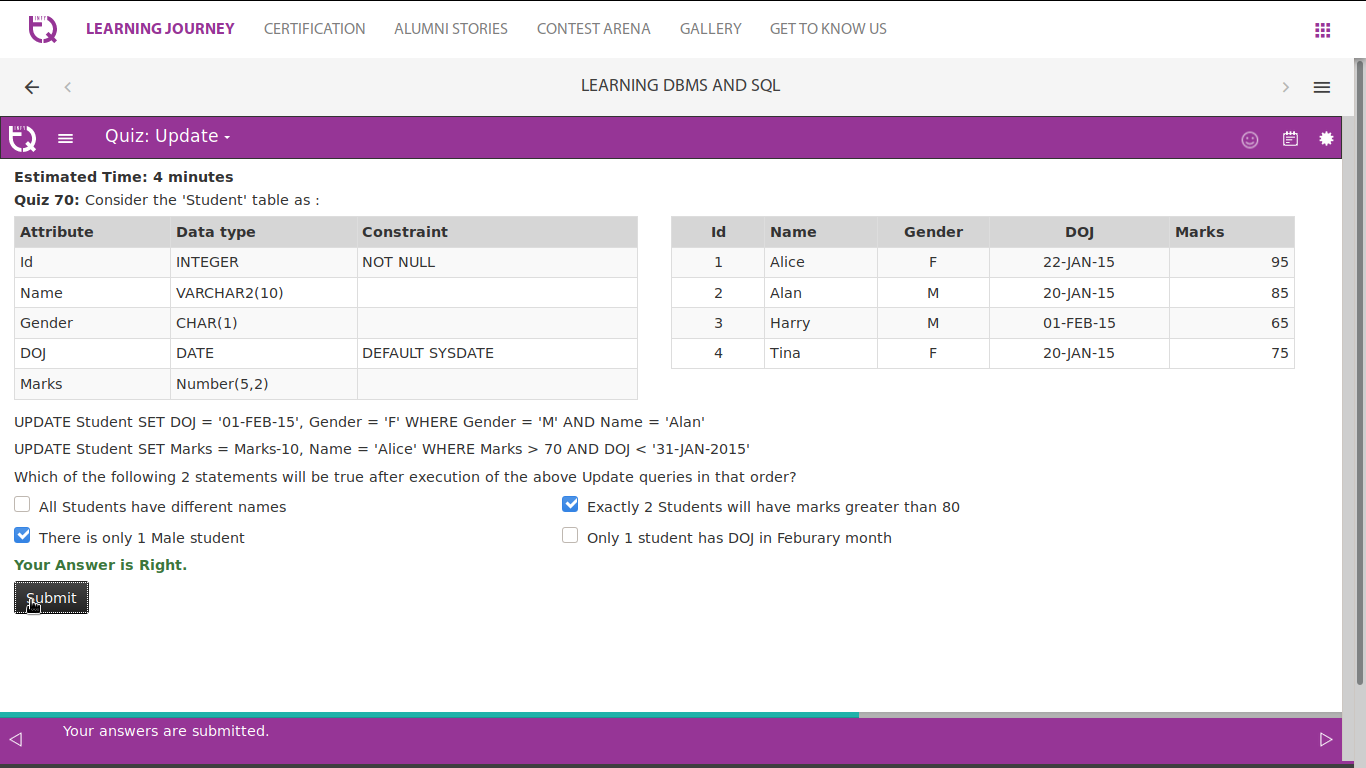 LEARNING JOURNEY CERTIFICATION ALUMNI STORIES CONTEST ARENA GALLERY GET TO KNOW US
LEARNING DBMS AND SQL
Quiz: Update
Estimated Time: 4 minutes
Quiz 70: Consider the 'Student' table as :
Attribute Data type Constraint
Id INTEGER NOT NULL
Name VARCHAR2(10)
Gender CHAR(1)
DOJ DATE DEFAULT SYSDATE
Marks Number(5,2)
Id Name Gender DOJ Marks
1 Alice F 22-JAN-15 95
2 Alan M 20-JAN-15 85
3 Harry M 01-FEB-15 65
4 Tina F 20-JAN-15 75
UPDATE Student SET DOJ = '01-FEB-15', Gender = 'F' WHERE Gender = 'M' AND Name = 'Alan'
UPDATE Student SET Marks = Marks-10, Name = 'Alice' WHERE Marks > 70 AND DOJ < '31-JAN-2015'
Which of the following 2 statements will be true after execution of the above Update queries in that order?
All Students have different names
Exactly 2 Students will have marks greater than 80
There is only 1 Male student
Only 1 student has DOJ in Feburary month
Your Answer is Right.
Submit
Your answers are submitted.